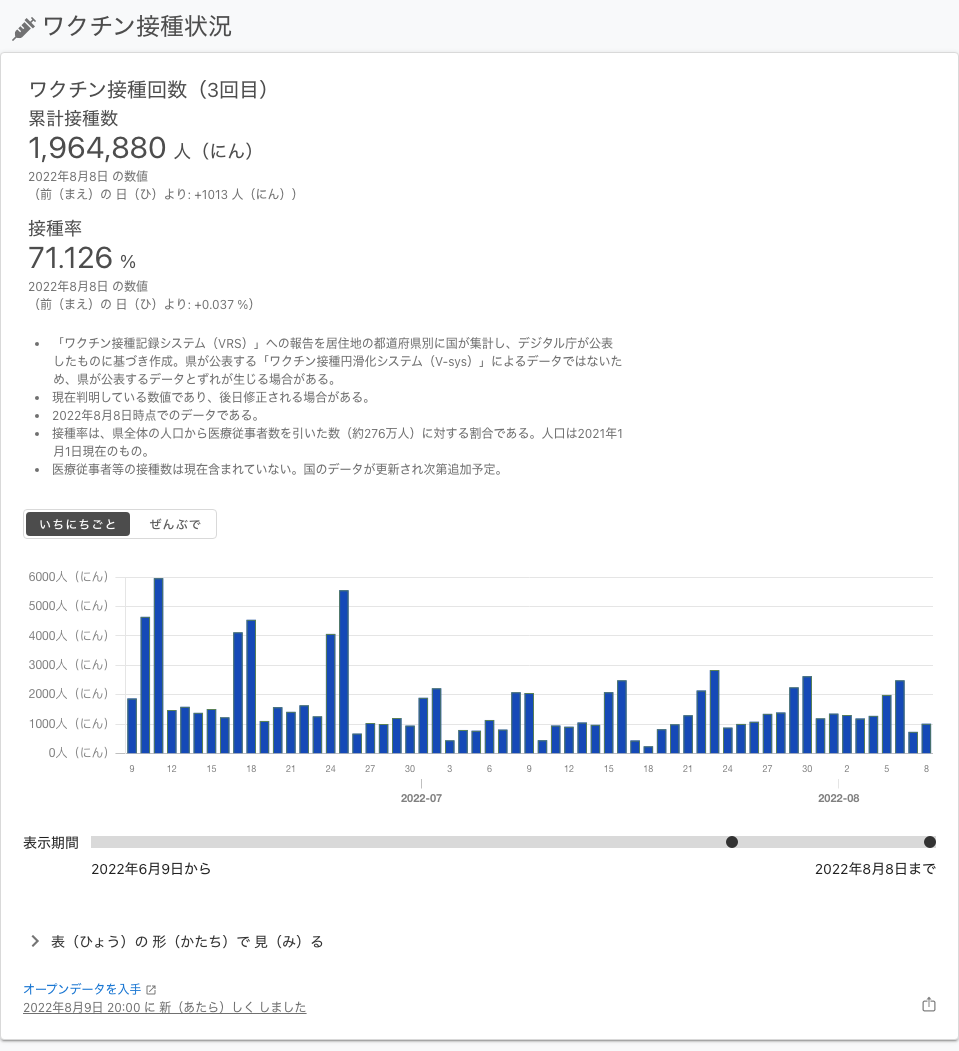 ワクチン接種状況
ワクチン接種回数（3回目）
累計接種数
1,964,880 人（にん）
2022年8月8日 の数値
（前（まえ）の 日（ひ）より: +1013 人（にん））
接種率
71.126 %
2022年8月8日 の数値
（前（まえ）の 日（ひ）より: +0.037 %）
• 「ワクチン接種記録システム（VRS）」への報告を居住地の都道府県別に国が集計し、デジタル庁が公表
したものに基づき作成。県が公表する「ワクチン接種円滑化システム（V-sys）」によるデータではないた
め、県が公表するデータとずれが生じる場合がある。
• 現在判明している数値であり、後日修正される場合がある。
• 2022年8月8日時点でのデータである。
• 接種率は、県全体の人口から医療従事者数を引いた数（約276万人）に対する割合である。人口は2021年1
月1日現在のもの。
• 医療従事者等の接種数は現在含まれていない。国のデータが更新され次第追加予定。
いちにちごと ぜんぶで
6000人（にん）
5000人（にん）
4000人（にん）
3000人（にん）
2000人（にん）
1000人（にん）
0人（にん）
9 12 15 18 21 24 27 30 3 6 9 12 15 18 21 24 27 30 2 5 8
2022-07 2022-08
表示期間
2022年6月9日から 2022年8月8日まで
表（ひょう）の 形（かたち）で 見（み）る
オープンデータを入手
2022年8月9日 20:00 に 新（あたら）しく しました